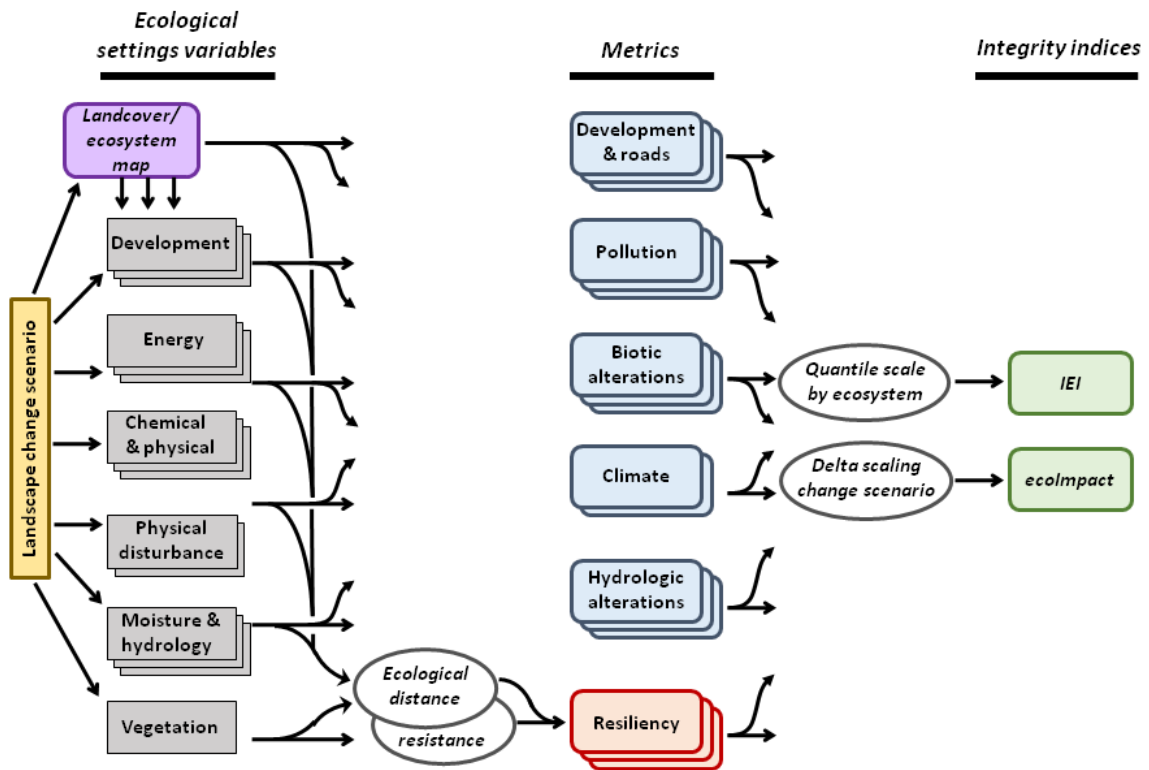 Ecological
settings variables
Metrics
Integrity indices
Landcover/
ecosystem
map
Development
Energy
Chemical
& physical
Physical
disturbance
Moisture &
hydrology
Vegetation
Landscape change scenario
Ecological
distance
resistance
Development
& roads
Pollution
Biotic
alterations
Climate
Hydrologic
alterations
Resiliency
Quantile scale
by ecosystem
Delta scaling
change scenario
IEI
ecoImpact